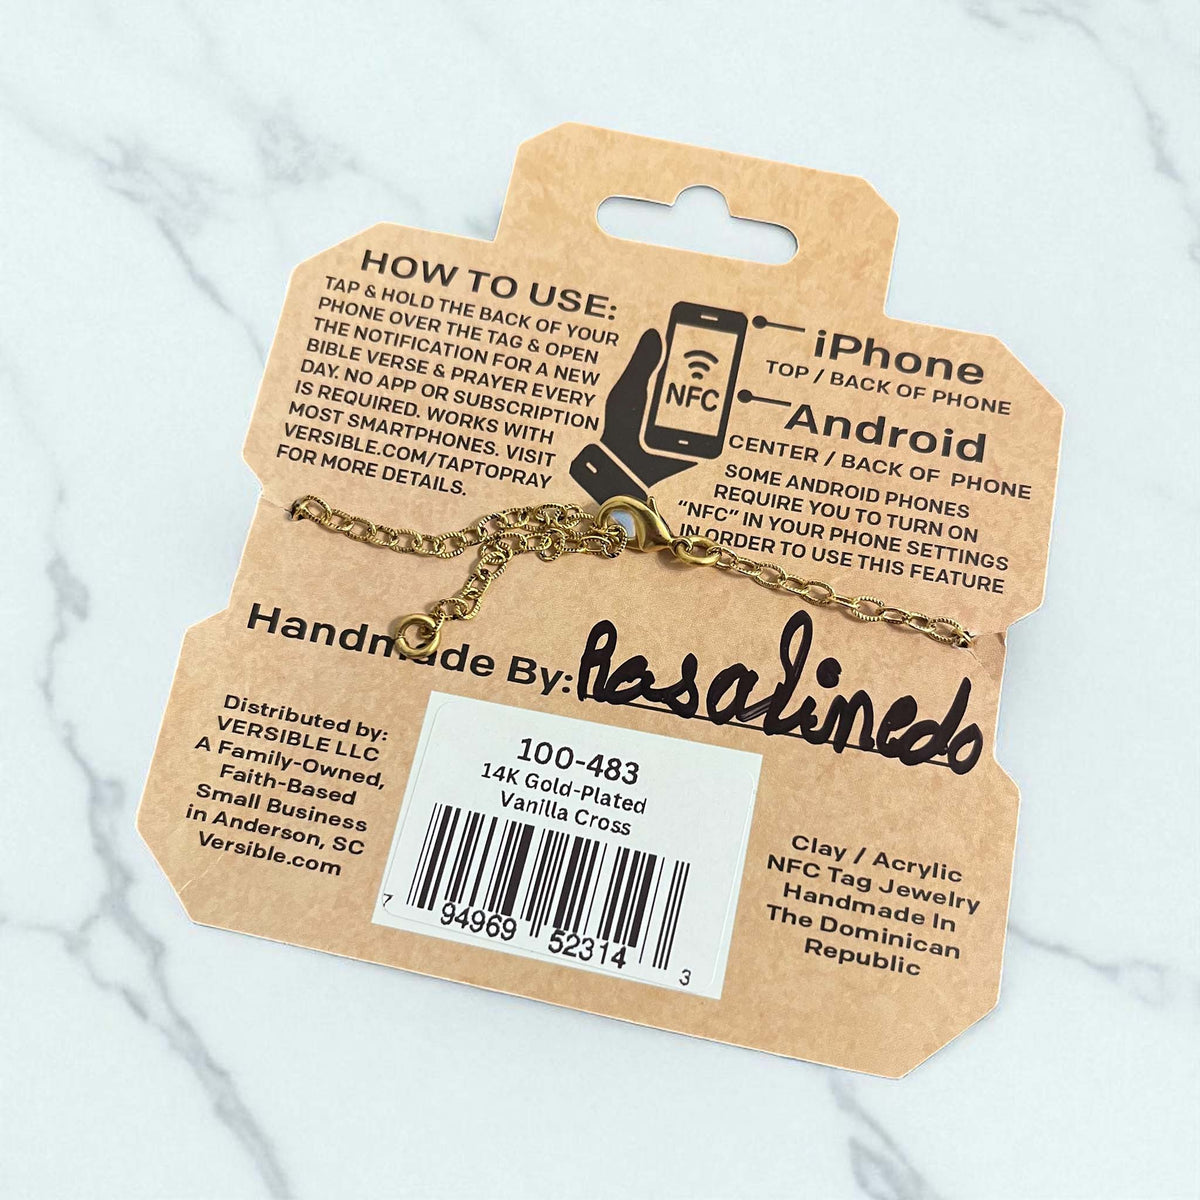 HOW TO USE:
TAP & HOLD THE BACK OF YOUR
PHONE OVER THE TAG & OPEN
THE NOTIFICATION FOR A NEW
BIBLE VERSE & PRAYER EVERY
DAY. NO APP OR SUBSCRIPTION
IS REQUIRED. WORKS WITH
MOST SMARTPHONES. VISIT
VERSIBLE.COM/TAPTOPRAY
FOR MORE DETAILS.
NFC
iPhone
TOP / BACK OF PHONE
Android
CENTER / BACK OF PHONE
SOME ANDROID PHONES
REQUIRE YOU TO TURN ON
“NFC” IN YOUR PHONE SETTINGS
IN ORDER TO USE THIS FEATURE
Handmade By: Rosalinedo
Distributed by:
VERSIBLE LLC
A Family-Owned,
Faith-Based
Small Business
in Anderson, SC
Versible.com
100-483
14K Gold-Plated
Vanilla Cross
7 94969 52314 3
Clay / Acrylic
NFC Tag Jewelry
Handmade In
The Dominican
Republic